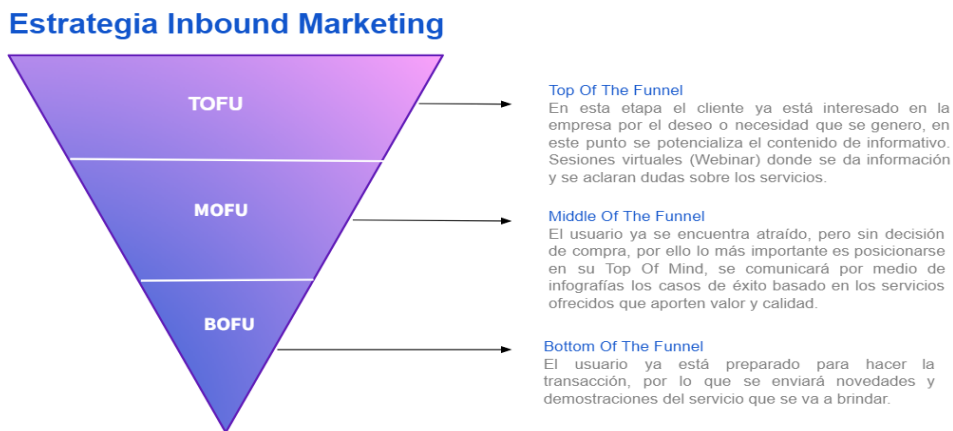 Estrategia Inbound Marketing
TOFU
Top Of The Funnel
En esta etapa el cliente ya está interesado en la
empresa por el deseo o necesidad que se genero, en
este punto se potencializa el contenido de informativo.
Sesiones virtuales (Webinar) donde se da información
y se aclaran dudas sobre los servicios.
MOFU
Middle Of The Funnel
El usuario ya se encuentra atraído, pero sin decisión
de compra, por ello lo más importante es posicionarse
en su Top Of Mind, se comunicará por medio de
infografías los casos de éxito basado en los servicios
ofrecidos que aporten valor y calidad.
BOFU
Bottom Of The Funnel
El usuario ya está preparado para hacer la
transacción, por lo que se enviará novedades y
demostraciones del servicio que se va a brindar.